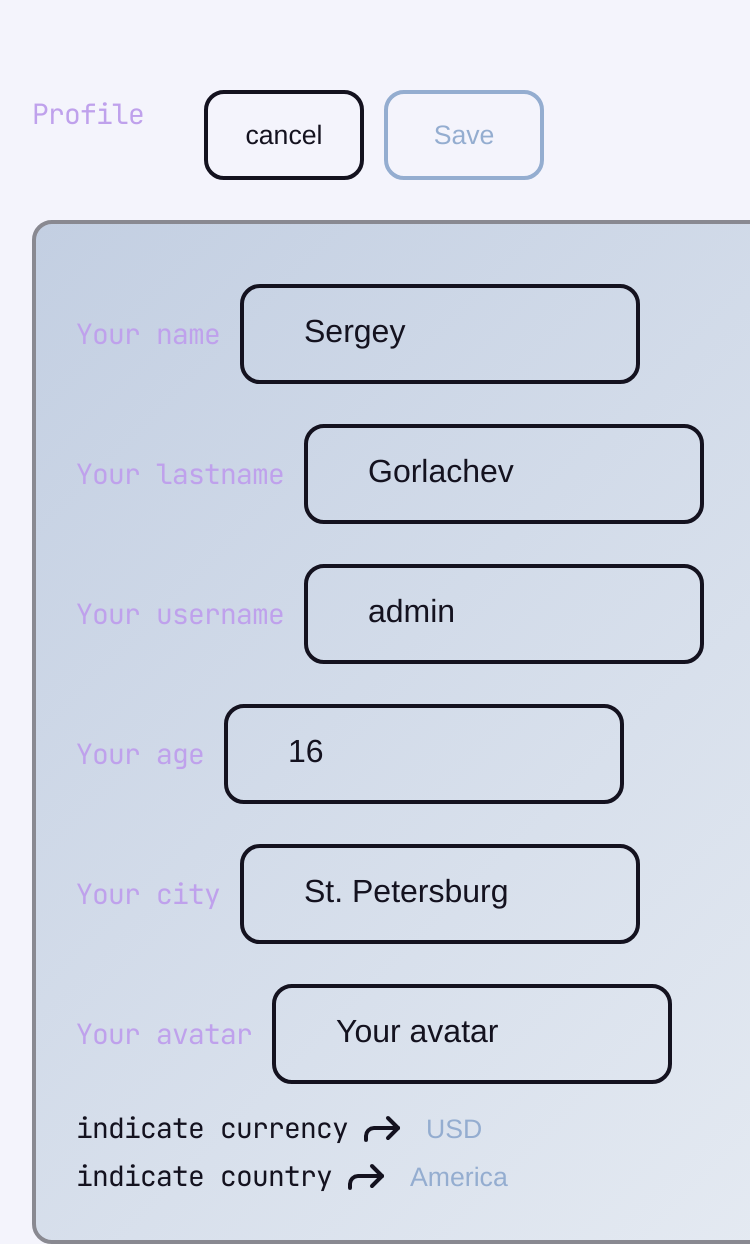 Profile cancel Save
Your name Sergey
Your lastname Gorlachev
Your username admin
Your age 16
Your city St. Petersburg
Your avatar Your avatar
indicate currency USD
indicate country America